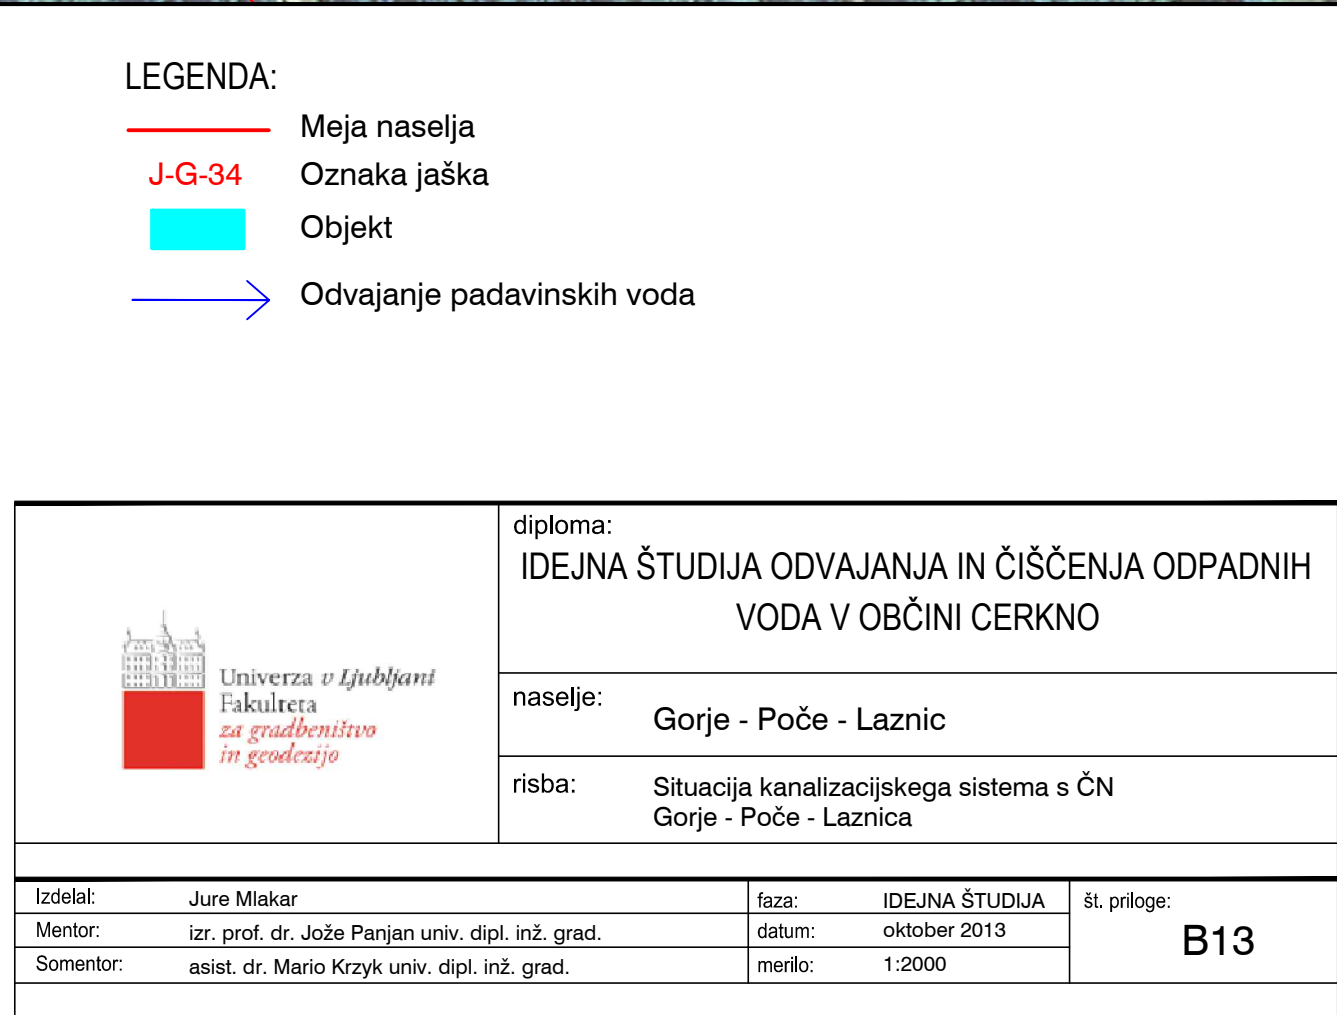 LEGENDA:
Meja naselja
J-G-34 Oznaka jaška
Objekt
Odvajanje padavinskih voda
diploma:
IDEJNA ŠTUDIJA ODVAJANJA IN ČIŠČENJA ODPADNIH
VODA V OBČINI CERKNO
Univerza v Ljubljani
Fakulteta
za gradbeništvo
in geodezijo
naselje: Gorje - Poče - Laznic
risba: Situacija kanalizacijskega sistema s ČN
Gorje - Poče - Laznica
Izdelal: Jure Mlakar
Mentor: izr. prof. dr. Jože Panjan univ. dipl. inž. grad.
Somentor: asist. dr. Mario Krzyk univ. dipl. inž. grad.
faza: IDEJNA ŠTUDIJA
datum: oktober 2013
merilo: 1:2000
št. priloge:
B13